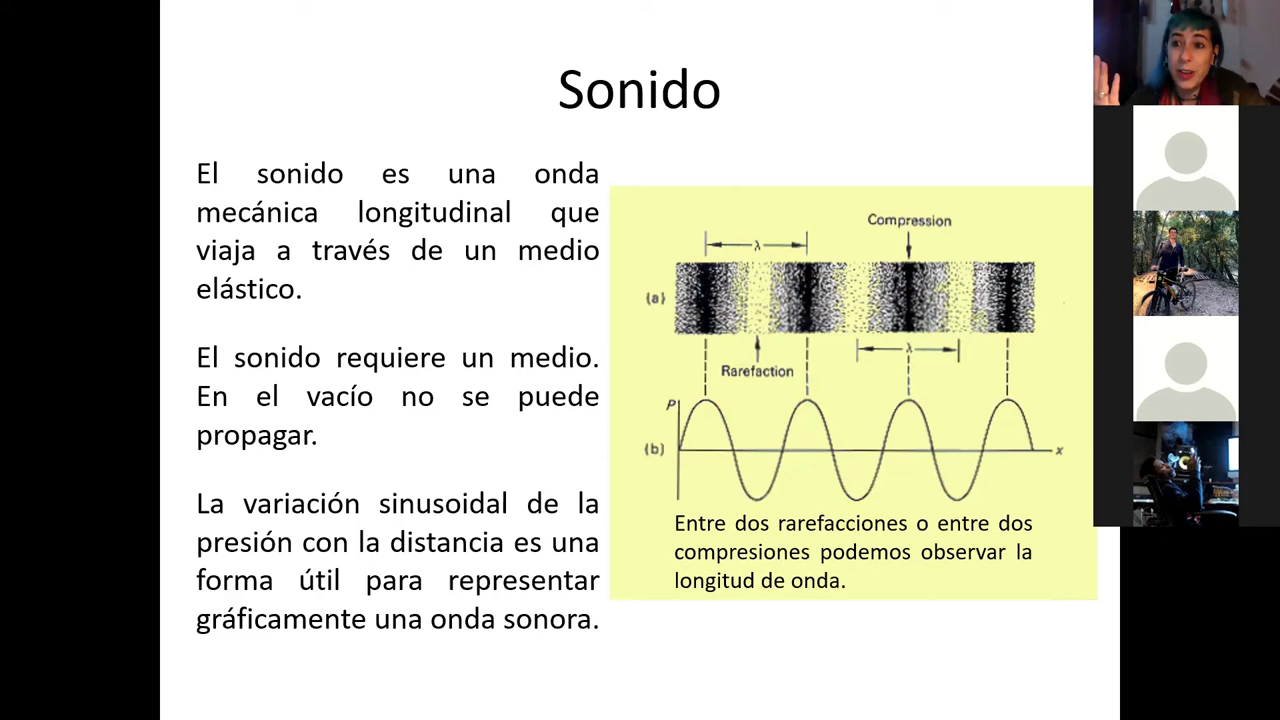 Sonido
El sonido es una onda
mecánica longitudinal que
viaja a través de un medio
elástico.
El sonido requiere un medio.
En el vacío no se puede
propagar.
La variación sinusoidal de la
presión con la distancia es una
forma útil para representar
gráficamente una onda sonora.
Compression
λ
(a)
λ
Rarefaction
P
(b)
x
Entre dos rarefacciones o entre dos
compresiones podemos observar la
longitud de onda.